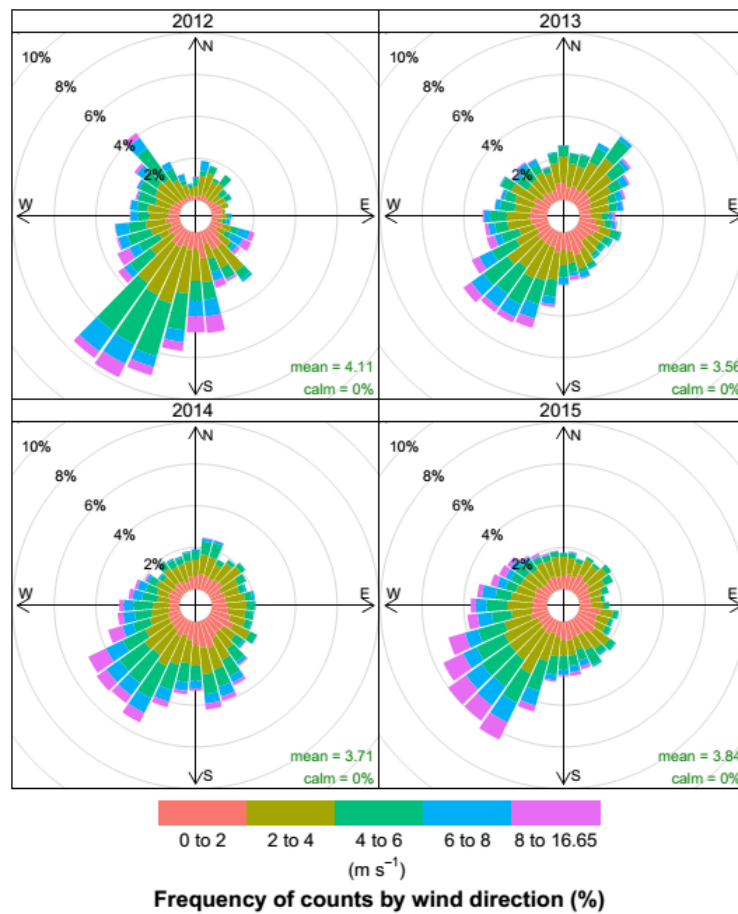 2012
2013
10%
8%
6%
4%
2%
N
W
E
S
mean = 4.11
calm = 0%
10%
8%
6%
4%
2%
N
W
E
S
mean = 3.56
calm = 0%
2014
2015
10%
8%
6%
4%
2%
N
W
E
S
mean = 3.71
calm = 0%
10%
8%
6%
4%
2%
N
W
E
S
mean = 3.84
calm = 0%
0 to 2 2 to 4 4 to 6 6 to 8 8 to 16.65
(m s⁻¹)
Frequency of counts by wind direction (%)